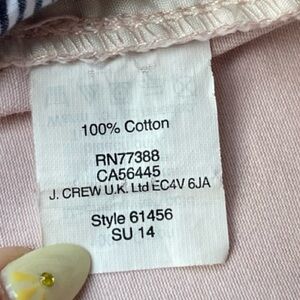 100% Cotton
RN77388
CA56445
J. CREW U.K. Ltd EC4V 6JA
Style 61456
SU 14